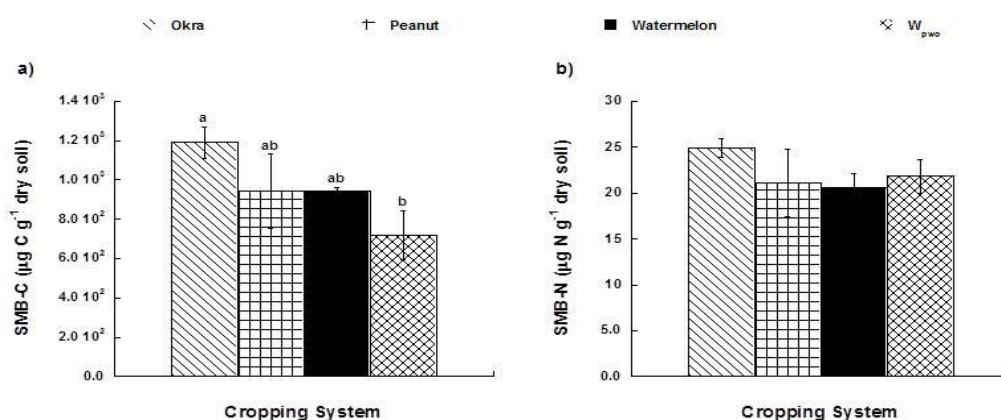 Okra Peanut Watermelon W_pwo
a) b)
SMB-C (µg C g⁻¹ dry soil)
1.4 10³
1.2 10³
1.0 10³
8.0 10²
6.0 10²
4.0 10²
2.0 10²
0.0
a ab ab b
Cropping System
SMB-N (µg N g⁻¹ dry soil)
30
25
20
15
10
5.0
0.0
Cropping System